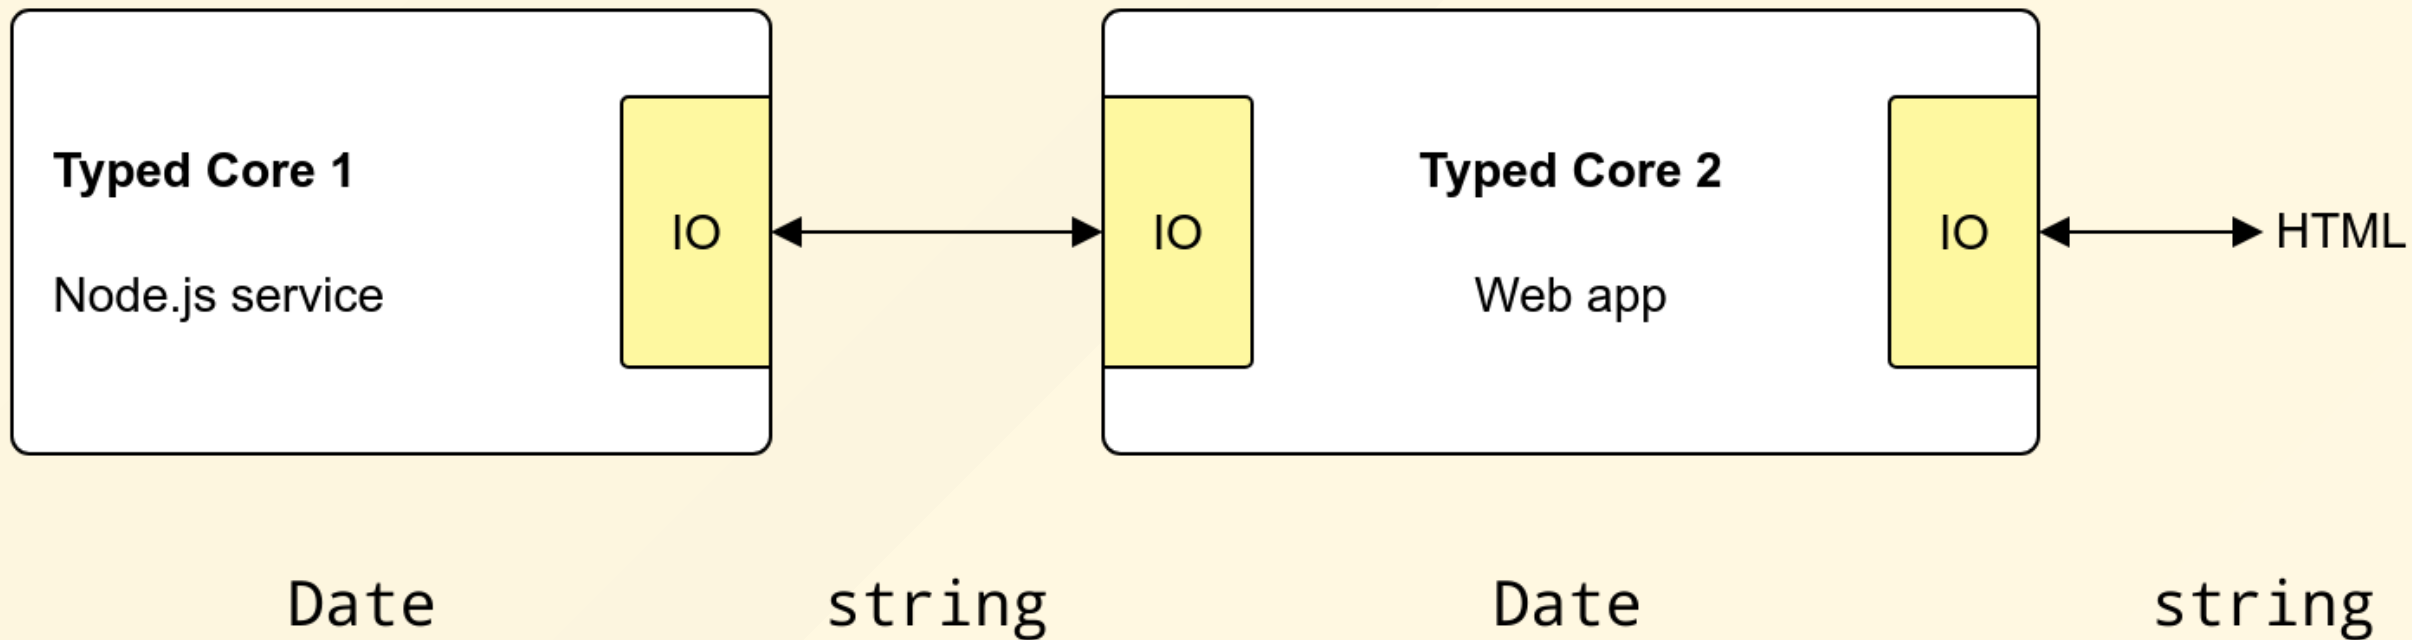 Typed Core 1
Node.js service
IO
IO
Typed Core 2
Web app
IO
HTML
Date
string
Date
string